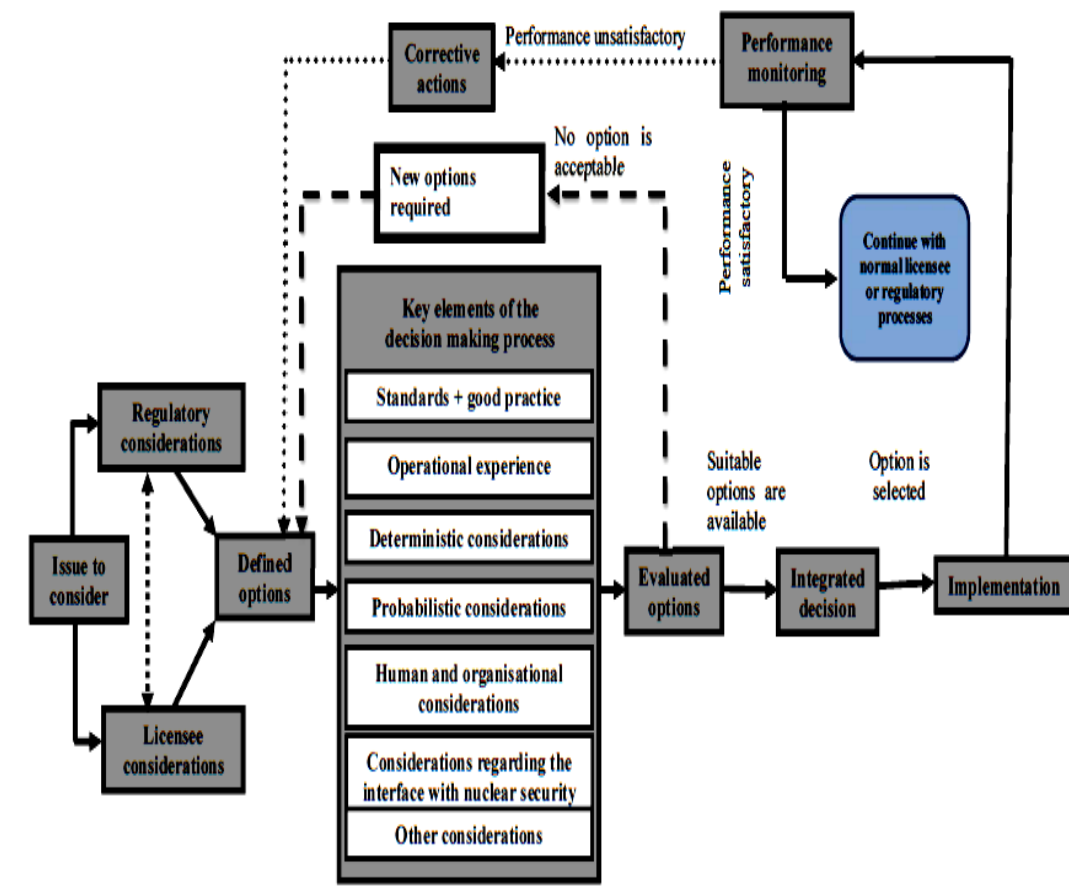 Performance unsatisfactory
Corrective
actions
Performance
monitoring
No option is
acceptable
New options
required
Performance
satisfactory
Continue with
normal licensee
or regulatory
processes
Key elements of the
decision making process
Standards + good practice
Operational experience
Deterministic considerations
Probabilistic considerations
Human and organisational
considerations
Considerations regarding the
interface with nuclear security
Other considerations
Regulatory
considerations
Issue to
consider
Licensee
considerations
Defined
options
Evaluated
options
Suitable
options are
available
Integrated
decision
Option is
selected
Implementation